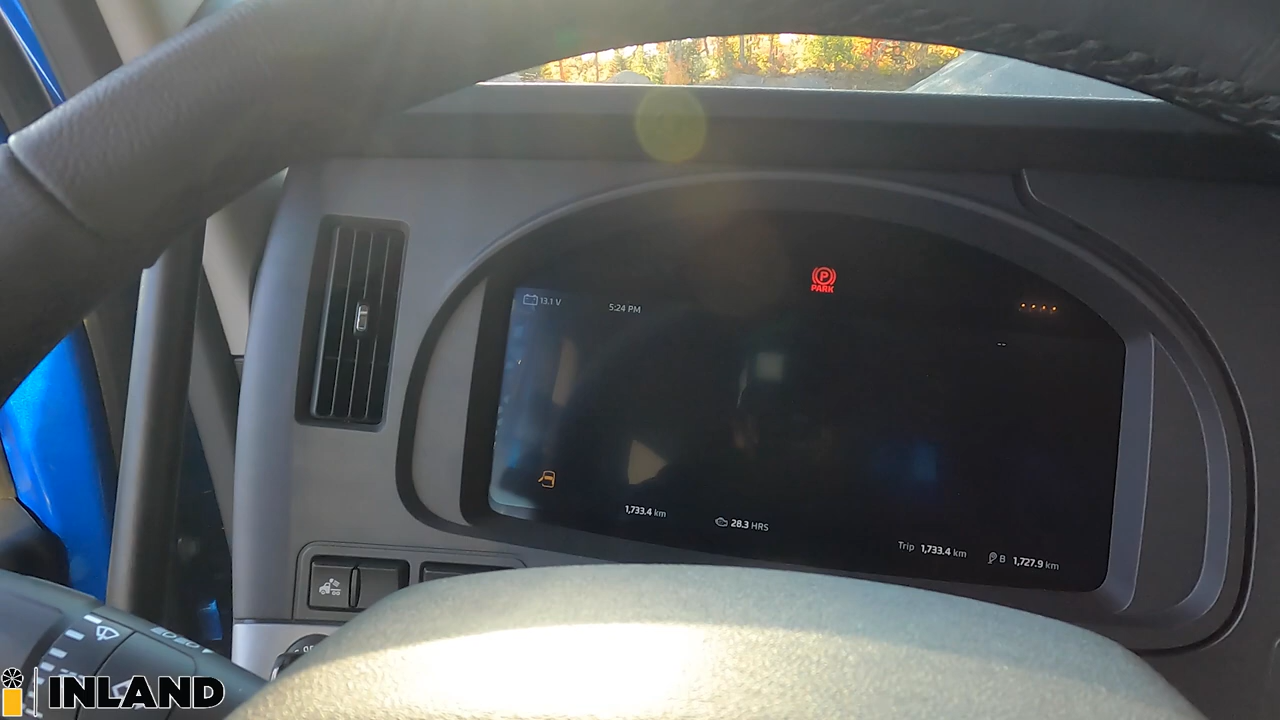 PARK
13.1 V
5:24 PM
--
1,733.4 km
28.3 HRS
Trip 1,733.4 km
B 1,727.9 km
INLAND